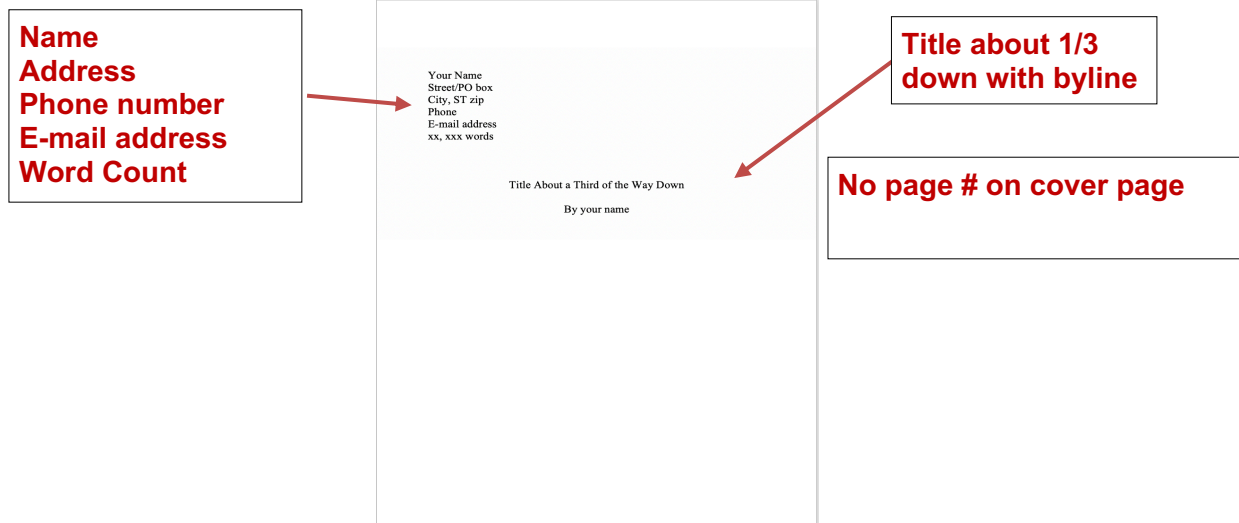 Name
Address
Phone number
E-mail address
Word Count
Your Name
Street/PO box
City, ST zip
Phone
E-mail address
xx, xxx words
Title About a Third of the Way Down
By your name
Title about 1/3
down with byline
No page # on cover page